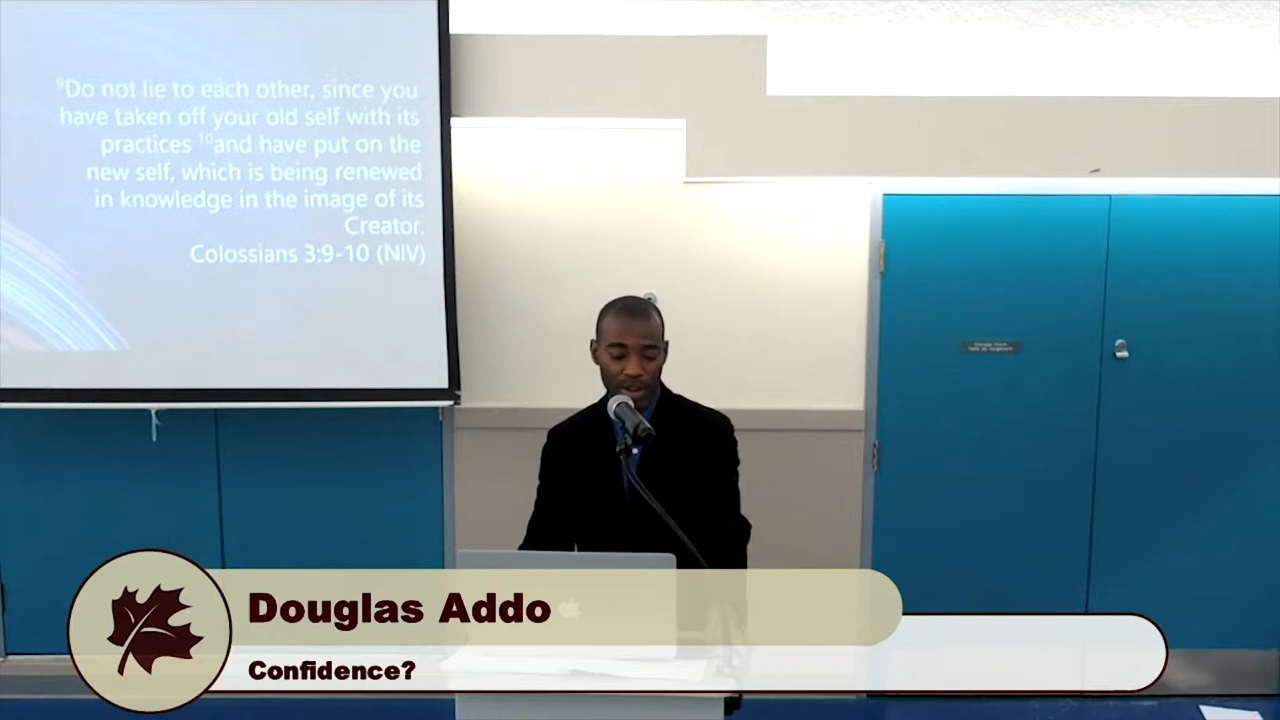 ⁹Do not lie to each other, since you
have taken off your old self with its
practices ¹⁰and have put on the
new self, which is being renewed
in knowledge in the image of its
Creator.
Colossians 3:9-10 (NIV)
Douglas Addo
Confidence?